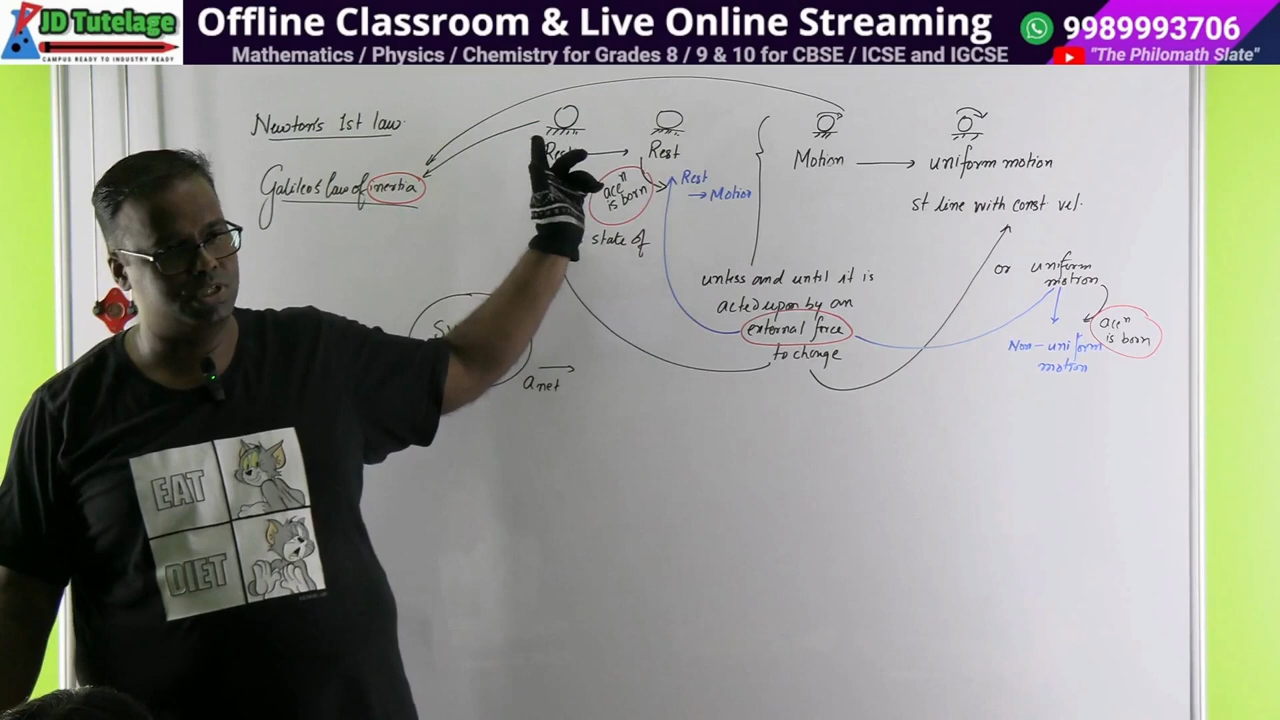 JD Tutelage
CAMPUS READY TO INDUSTRY READY
Offline Classroom & Live Online Streaming
Mathematics / Physics / Chemistry for Grades 8 / 9 & 10 for CBSE / ICSE and IGCSE
9989993706
"The Philomath Slate"
Newton's 1st law.
Galileo's law of inertia
Rest
Rest
accⁿ
is born
state of
Rest
→ Motion
Motion
uniform motion
st line with const vel.
unless and until it is
acted upon by an
external force
to change
or uniform
motion
accⁿ
is born
Non-uniform
motion
a net
EAT
DIET